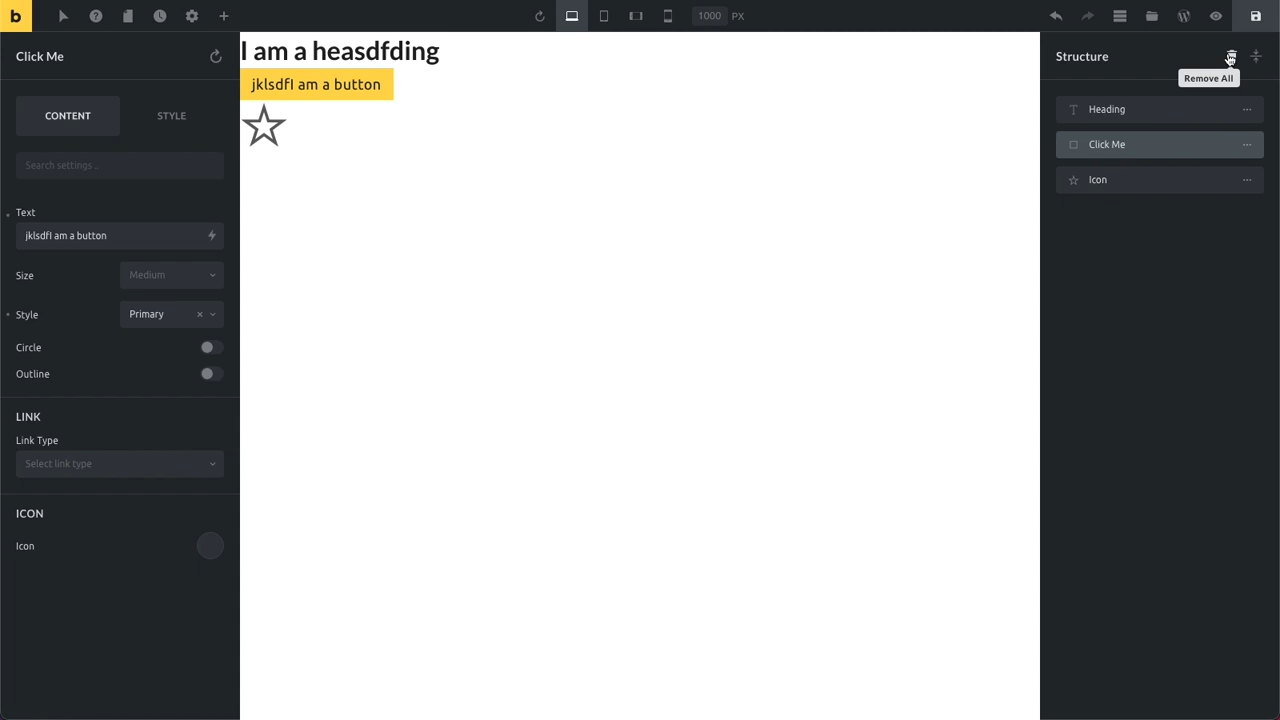 b
1000 PX
Click Me
CONTENT STYLE
Search settings ..
Text
jklsdfI am a button
Size Medium
Style Primary
Circle
Outline
LINK
Link Type
Select link type
ICON
Icon
I am a heasdfding
jklsdfI am a button
Structure
Remove All
Heading
Click Me
Icon